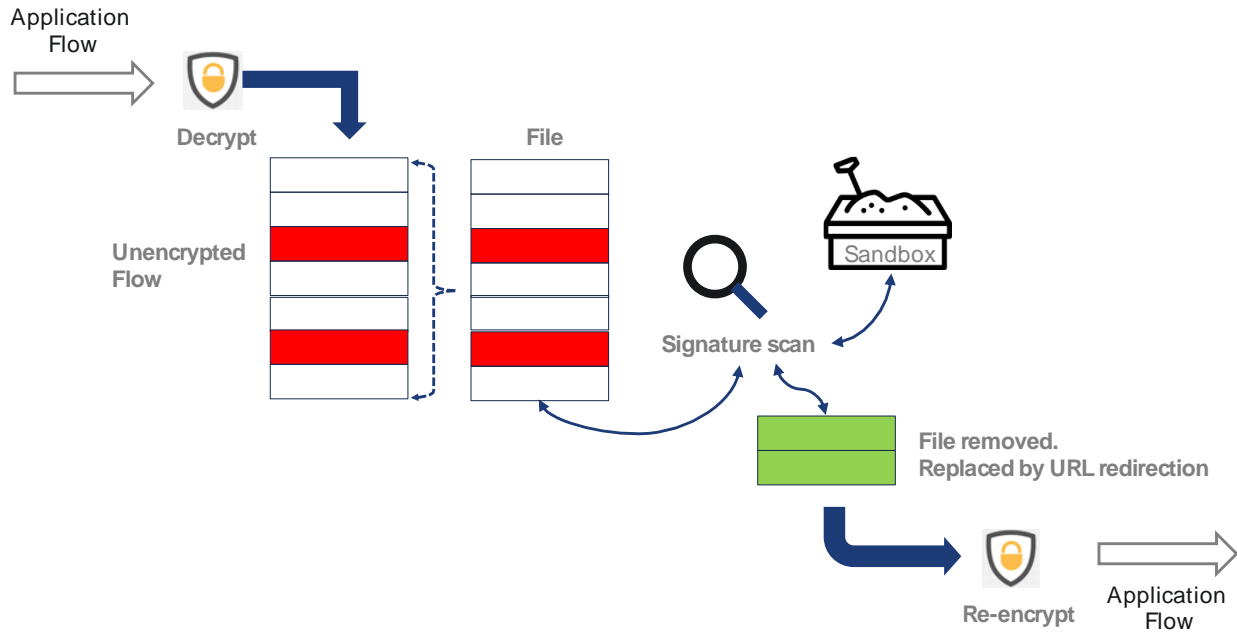 Application
Flow
Decrypt
File
Unencrypted
Flow
Sandbox
Signature scan
File removed.
Replaced by URL redirection
Re-encrypt
Application
Flow